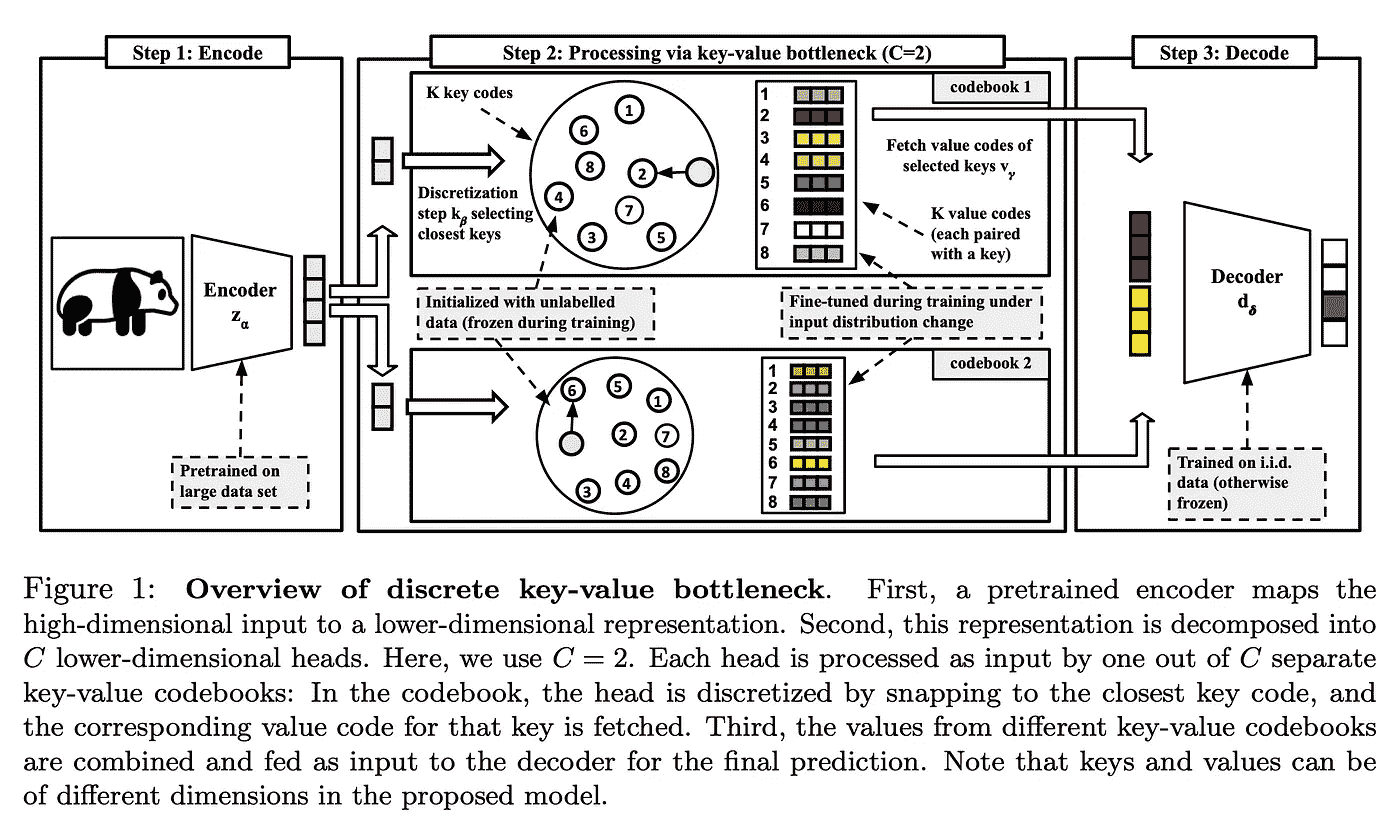 Step 1: Encode
Step 2: Processing via key-value bottleneck (C=2)
Step 3: Decode
Encoder
zα
Pretrained on
large data set
K key codes
Discretization
step kβ selecting
closest keys
1
6
8
2
4
7
3
5
1
2
3
4
5
6
7
8
codebook 1
Fetch value codes of
selected keys vγ
K value codes
(each paired
with a key)
Initialized with unlabelled
data (frozen during training)
Fine-tuned during training under
input distribution change
codebook 2
6
5
1
2
7
8
4
3
1
2
3
4
5
6
7
8
Decoder
dδ
Trained on i.i.d.
data (otherwise
frozen)
Figure 1: Overview of discrete key-value bottleneck. First, a pretrained encoder maps the
high-dimensional input to a lower-dimensional representation. Second, this representation is decomposed into
C lower-dimensional heads. Here, we use C = 2. Each head is processed as input by one out of C separate
key-value codebooks: In the codebook, the head is discretized by snapping to the closest key code, and
the corresponding value code for that key is fetched. Third, the values from different key-value codebooks
are combined and fed as input to the decoder for the final prediction. Note that keys and values can be
of different dimensions in the proposed model.